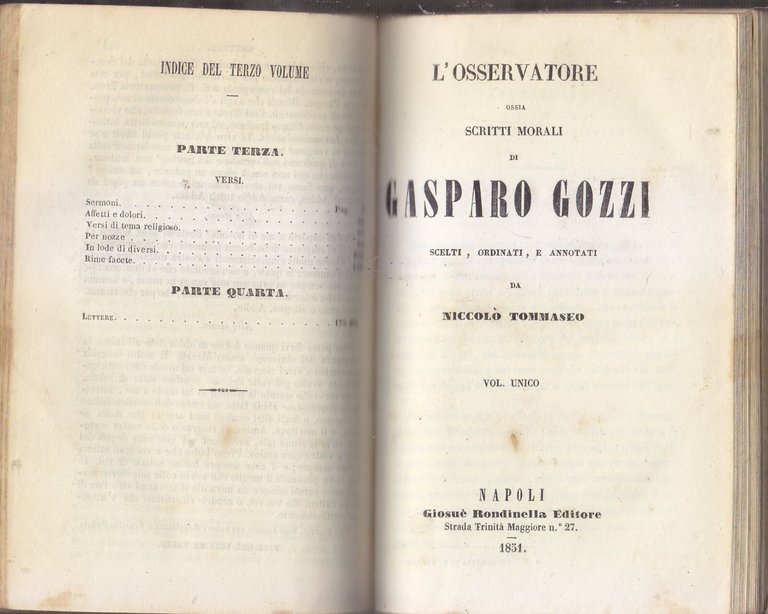 INDICE DEL TERZO VOLUME
PARTE TERZA.
VERSI.
Sermoni. Pag.
Affetti e dolori.
Versi di tema religioso.
Per nozze
In lode di diversi.
Rime facete.
PARTE QUARTA.
LETTERE. 175
L'OSSERVATORE
OSSIA
SCRITTI MORALI
DI
GASPARO GOZZI
SCELTI, ORDINATI, E ANNOTATI
DA
NICCOLÒ TOMMASEO
VOL. UNICO
NAPOLI
Giosuè Rondinella Editore
Strada Trinità Maggiore n.° 27.
1851.